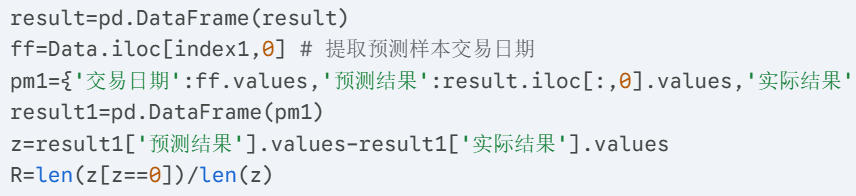 result=pd.DataFrame(result)
ff=Data.iloc[index1,0] # 提取预测样本交易日期
pm1={'交易日期':ff.values,'预测结果':result.iloc[:,0].values,'实际结果'
result1=pd.DataFrame(pm1)
z=result1['预测结果'].values-result1['实际结果'].values
R=len(z[z==0])/len(z)